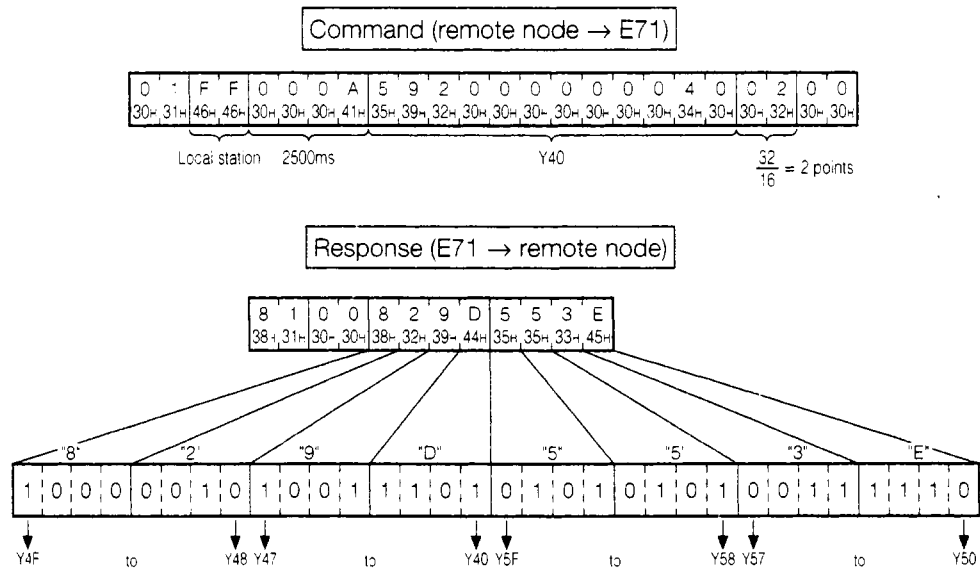 Command (remote node → E71)
0 1 F F 0 0 0 A 5 9 2 0 0 0 0 0 0 0 4 0 0 2 0 0
30H 31H 46H 46H 30H 30H 30H 41H 35H 39H 32H 30H 30H 30H 30H 30H 30H 30H 34H 30H 30H 32H 30H 30H
Local station 2500ms Y40 32/16 = 2 points
Response (E71 → remote node)
8 1 0 0 8 2 9 D 5 5 3 E
38H 31H 30H 30H 38H 32H 39H 44H 35H 35H 33H 45H
"8" "2" "9" "D" "5" "5" "3" "E"
1 0 0 0 0 0 1 0 1 0 0 1 1 1 0 1 0 1 0 1 0 1 0 1 0 0 1 1 1 1 1 0
Y4F to Y48 Y47 to Y40 Y5F to Y58 Y57 to Y50